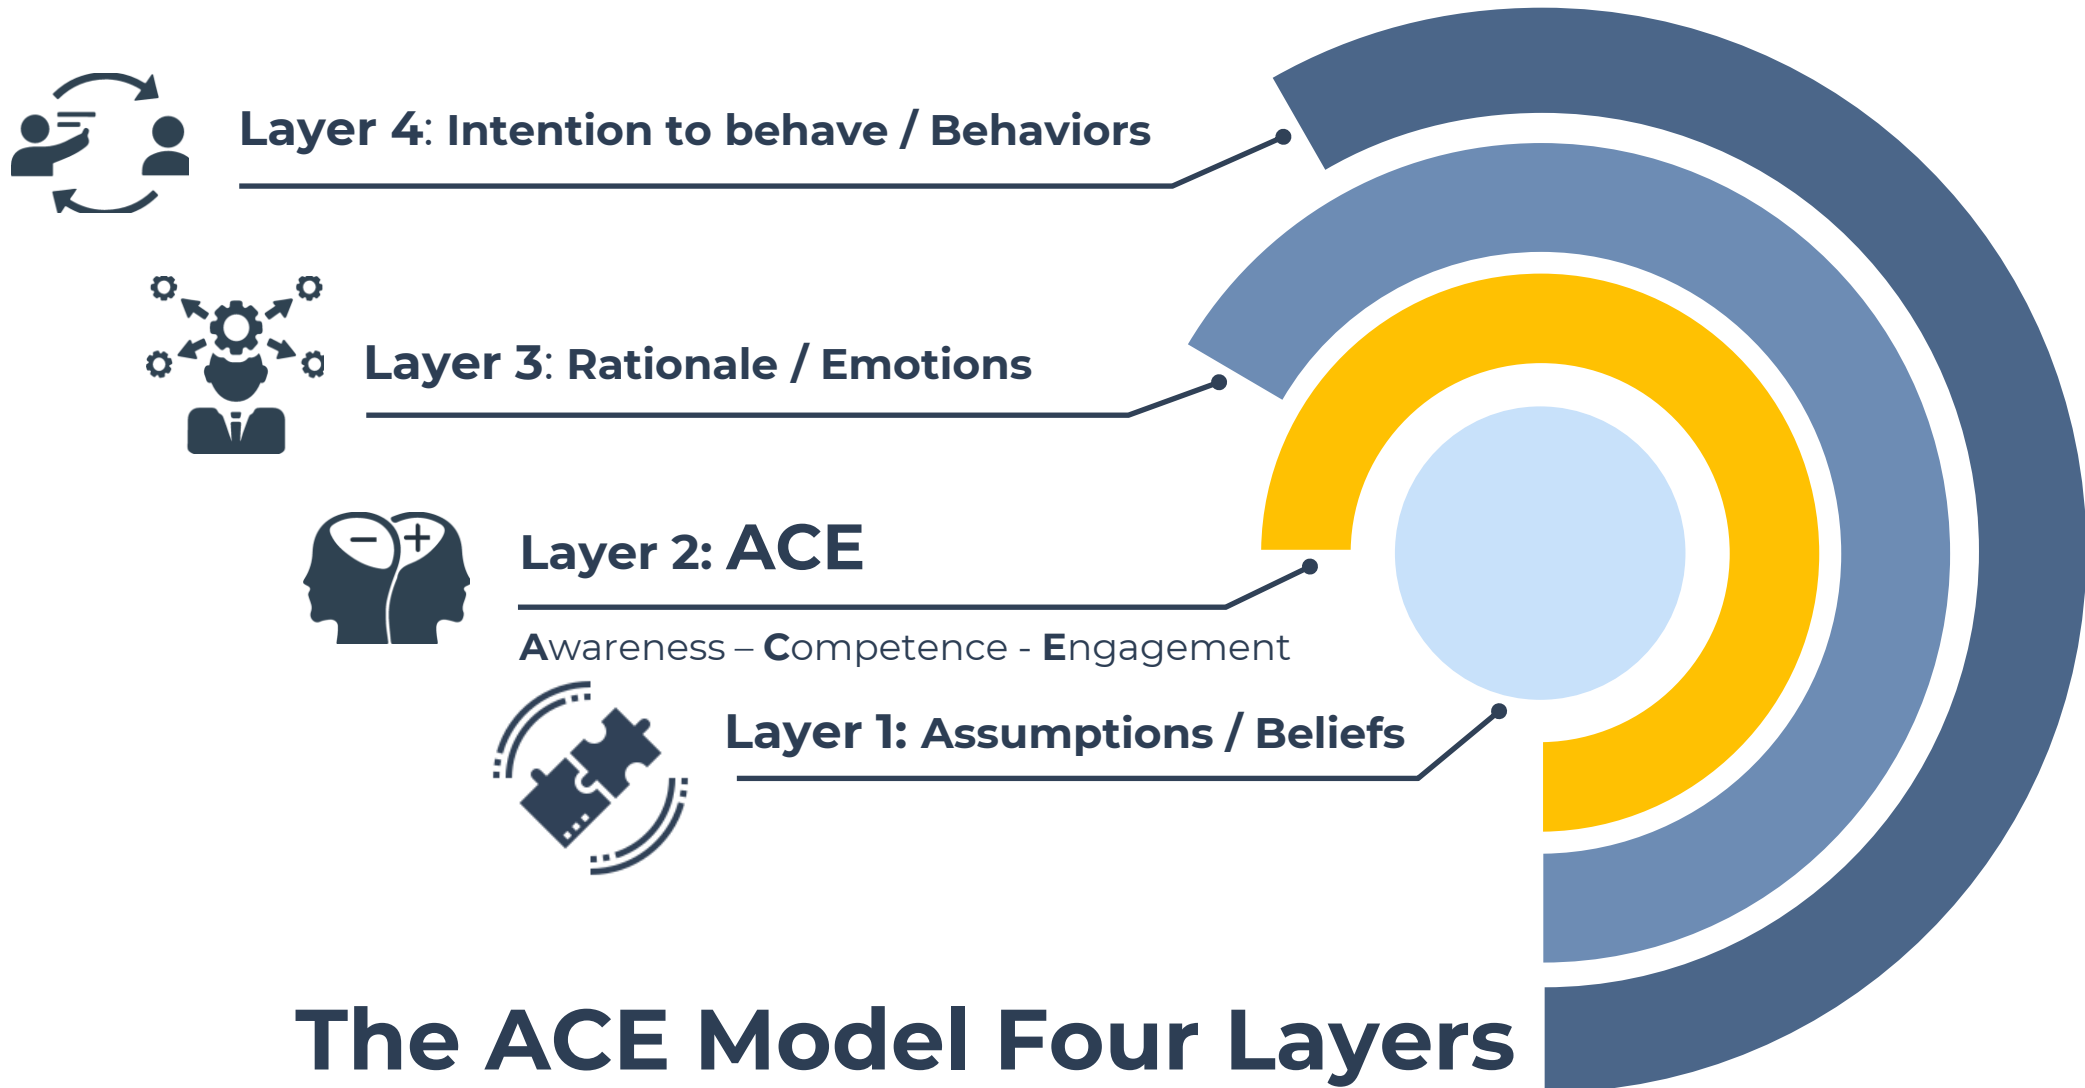 Layer 4: Intention to behave / Behaviors
Layer 3: Rationale / Emotions
Layer 2: ACE
Awareness – Competence - Engagement
Layer 1: Assumptions / Beliefs
The ACE Model Four Layers